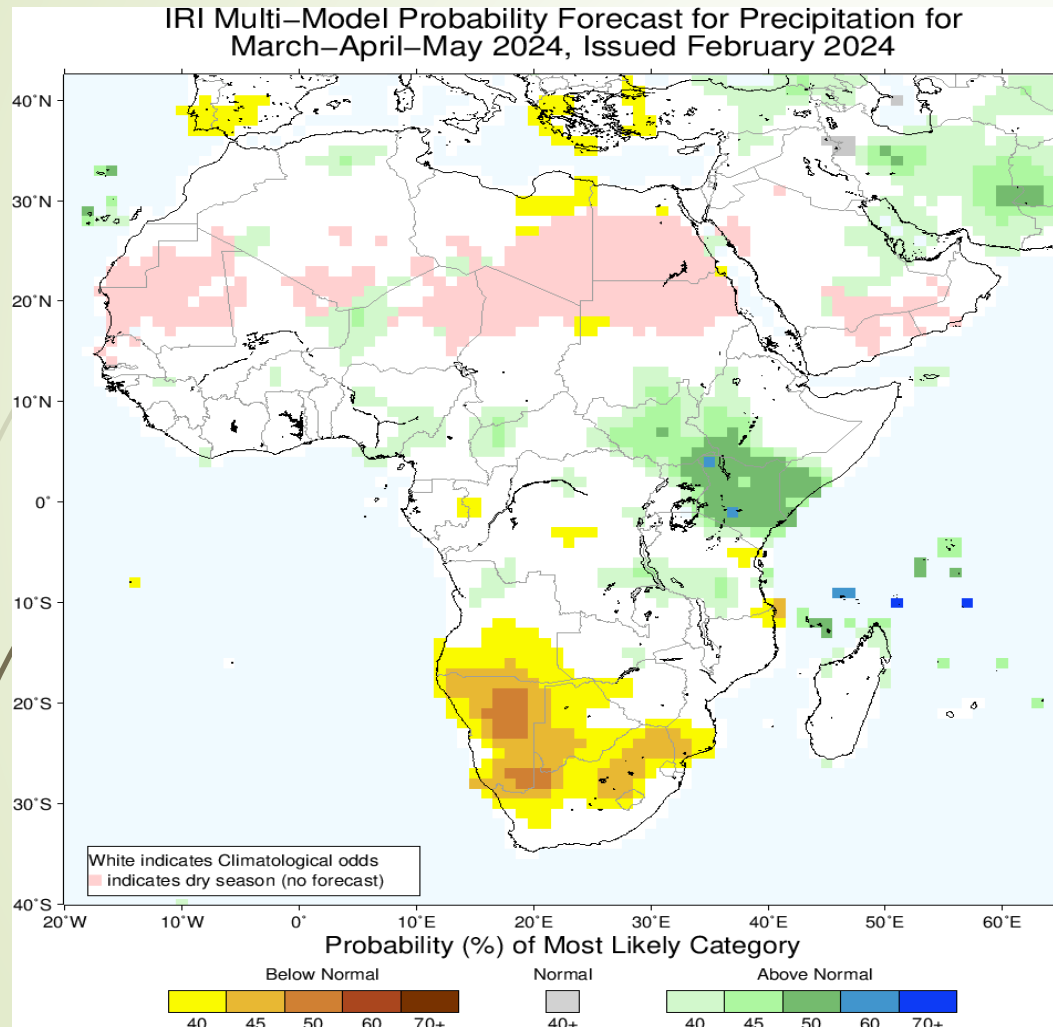 IRI Multi-Model Probability Forecast for Precipitation for
March-April-May 2024, Issued February 2024
40°N
30°N
20°N
10°N
0°
10°S
20°S
30°S
40°S
White indicates Climatological odds
indicates dry season (no forecast)
20°W 10°W 0° 10°E 20°E 30°E 40°E 50°E 60°E
Probability (%) of Most Likely Category
Below Normal Normal Above Normal
40 45 50 60 70+ 40+ 40 45 50 60 70+